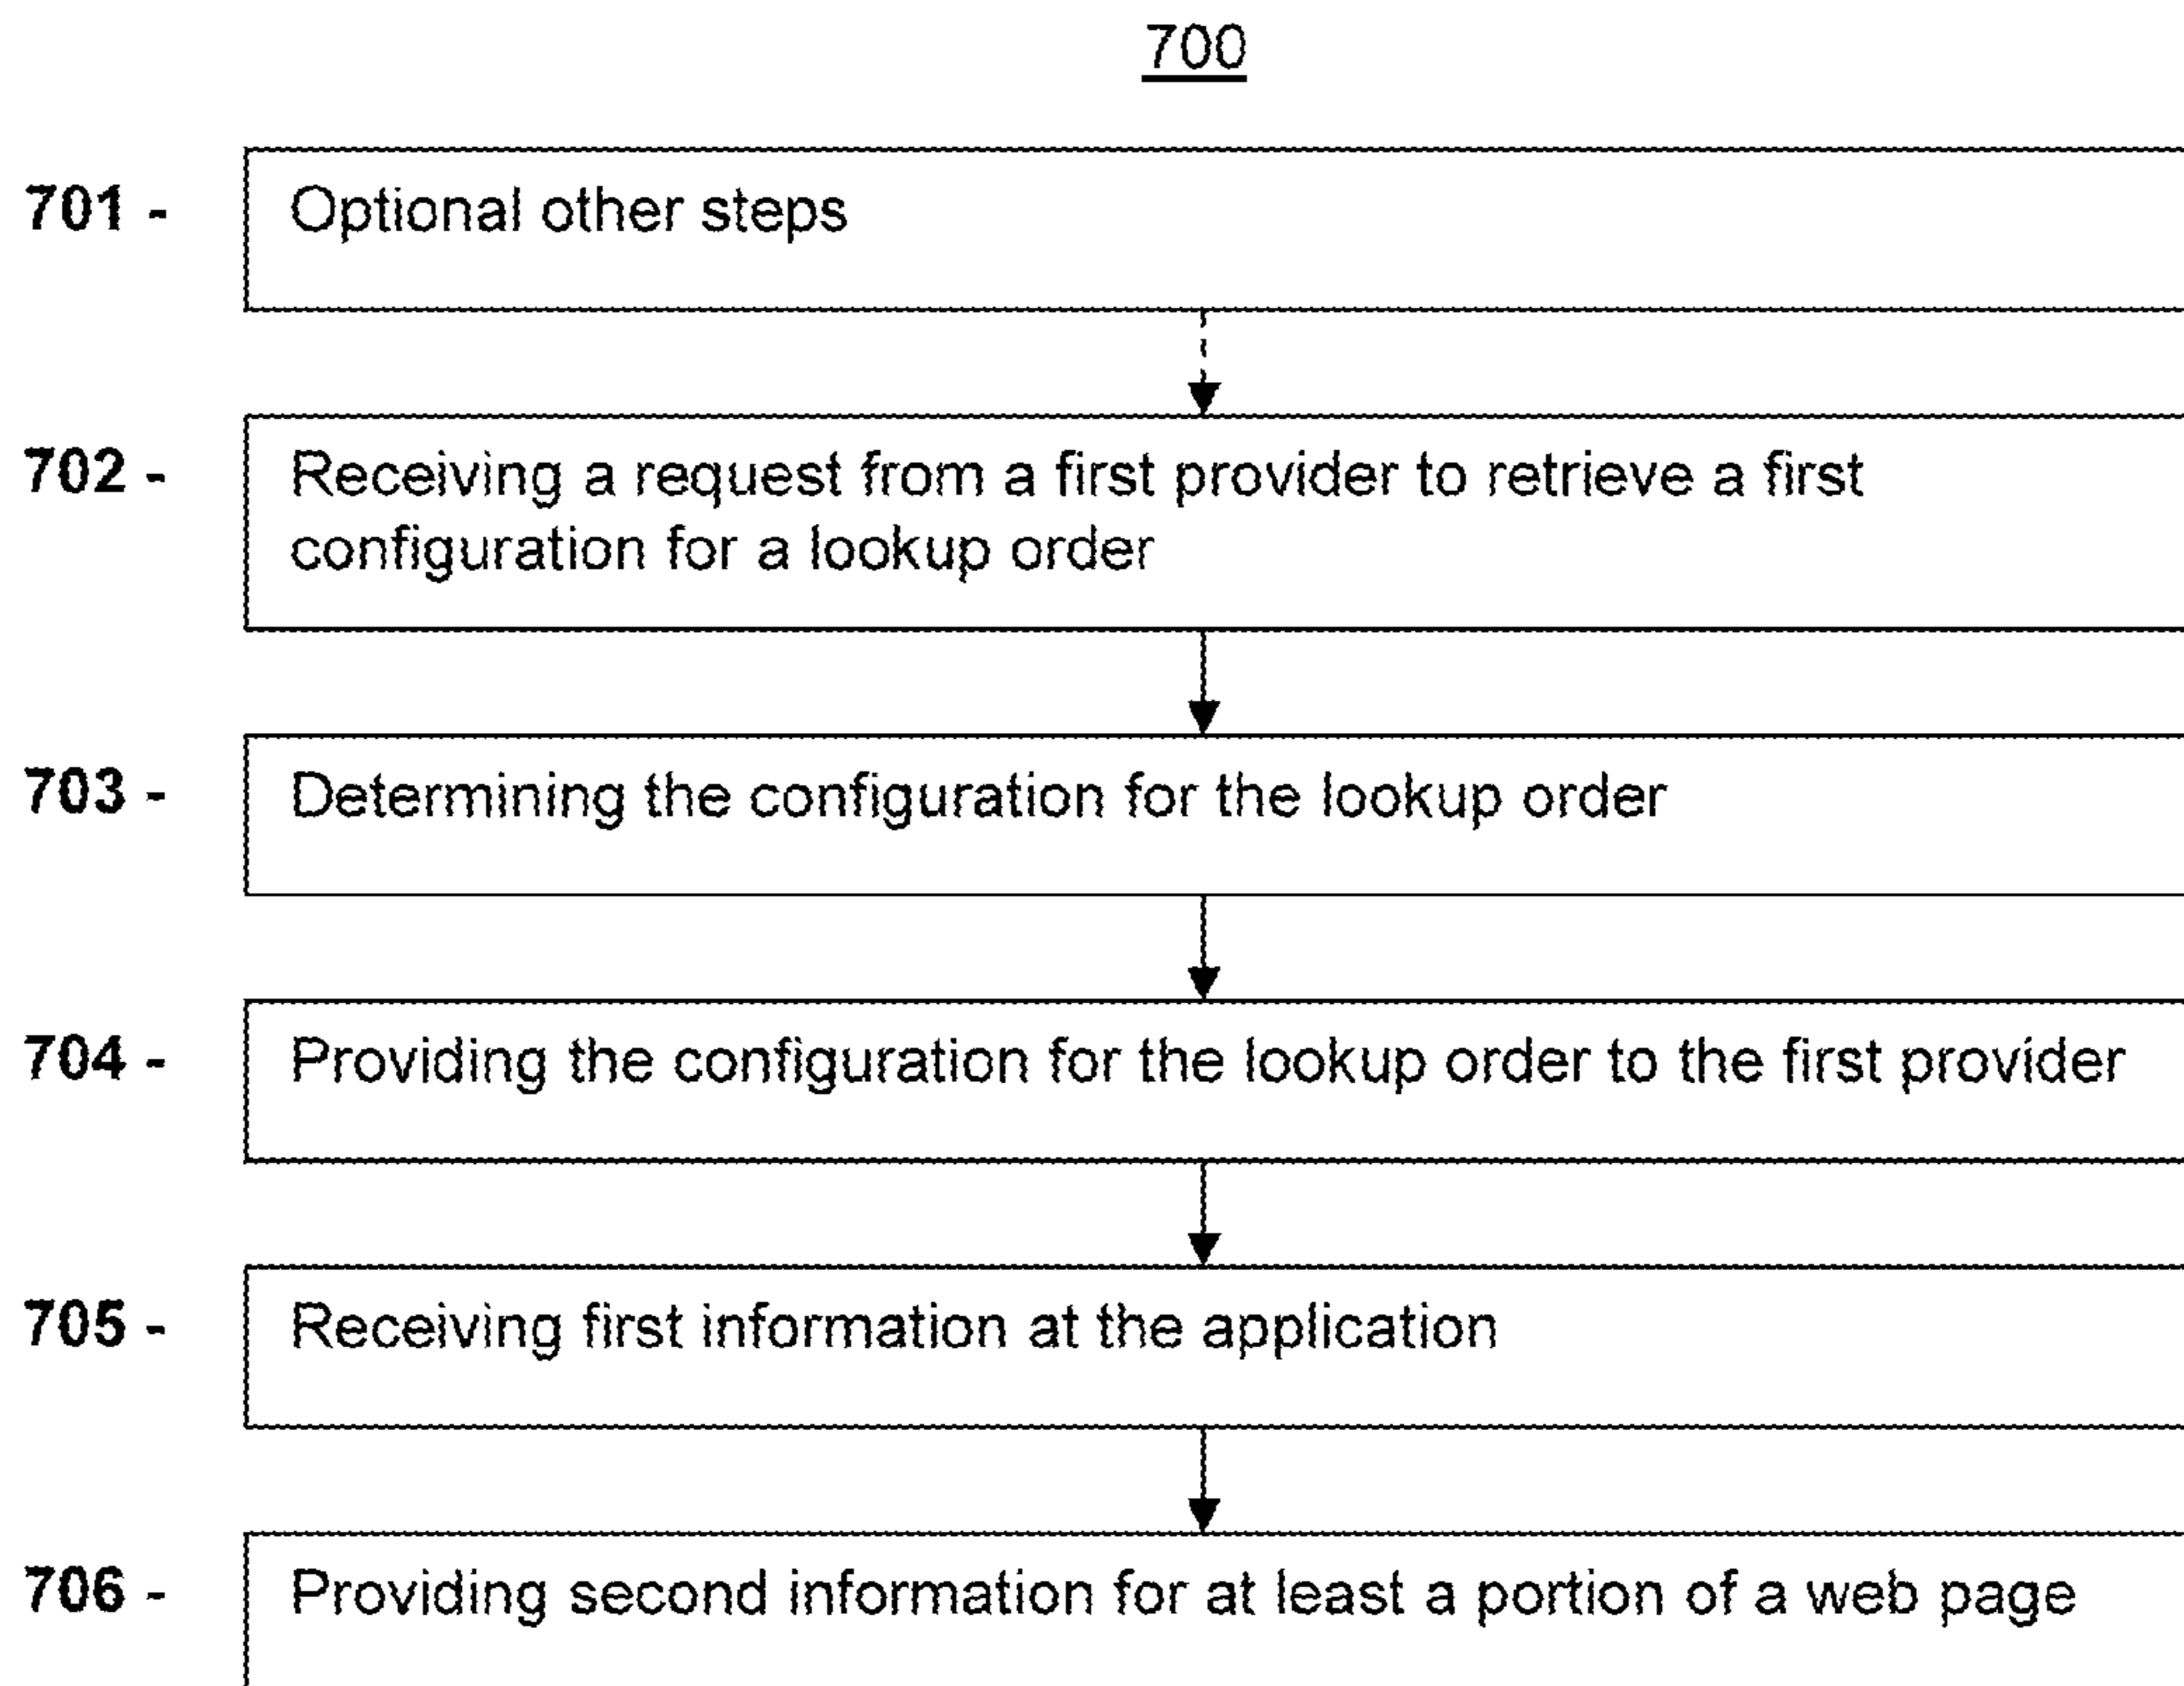 700
701 - Optional other steps
702 - Receiving a request from a first provider to retrieve a first
configuration for a lookup order
703 - Determining the configuration for the lookup order
704 - Providing the configuration for the lookup order to the first provider
705 - Receiving first information at the application
706 - Providing second information for at least a portion of a web page